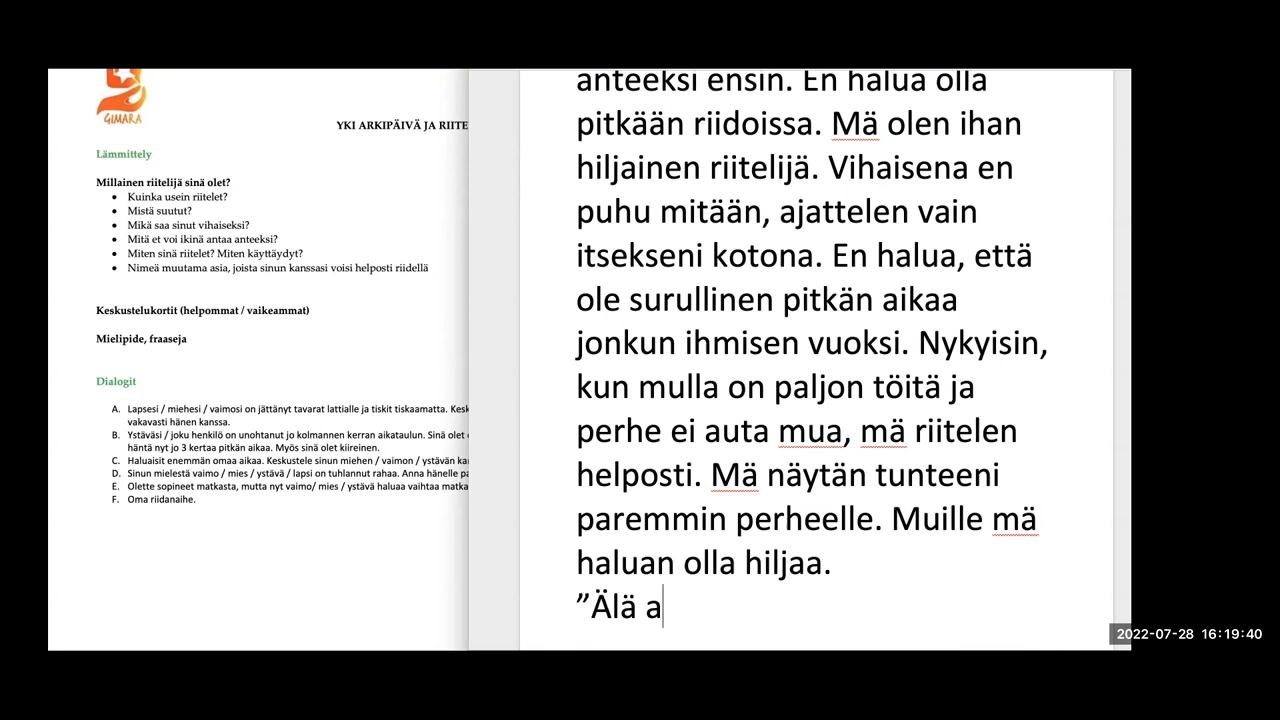 GIMARA
YKI ARKIPÄIVÄ JA RIITE
Lämmittely
Millainen riitelijä sinä olet?
• Kuinka usein riitelet?
• Mistä suutut?
• Mikä saa sinut vihaiseksi?
• Mitä et voi ikinä antaa anteeksi?
• Miten sinä riitelet? Miten käyttäydyt?
• Nimeä muutama asia, joista sinun kanssasi voisi helposti riidellä
Keskustelukortit (helpommat / vaikeammat)
Mielipide, fraaseja
Dialogit
A. Lapsesi / miehesi / vaimosi on jättänyt tavarat lattialle ja tiskit tiskaamatta. Kesk
vakavasti hänen kanssa.
B. Ystäväsi / joku henkilö on unohtanut jo kolmannen kerran aikataulun. Sinä olet
häntä nyt jo 3 kertaa pitkän aikaa. Myös sinä olet kiireinen.
C. Haluaisit enemmän omaa aikaa. Keskustele sinun miehen / vaimon / ystävän ka
D. Sinun mielestä vaimo / mies / ystävä / lapsi on tuhlannut rahaa. Anna hänelle pa
E. Olette sopineet matkasta, mutta nyt vaimo/ mies / ystävä haluaa vaihtaa matka
F. Oma riidanaihe.
anteeksi ensin. En halua olla
pitkään riidoissa. Mä olen ihan
hiljainen riitelijä. Vihaisena en
puhu mitään, ajattelen vain
itsekseni kotona. En halua, että
ole surullinen pitkän aikaa
jonkun ihmisen vuoksi. Nykyisin,
kun mulla on paljon töitä ja
perhe ei auta mua, mä riitelen
helposti. Mä näytän tunteeni
paremmin perheelle. Muille mä
haluan olla hiljaa.
”Älä a
2022-07-28 16:19:40